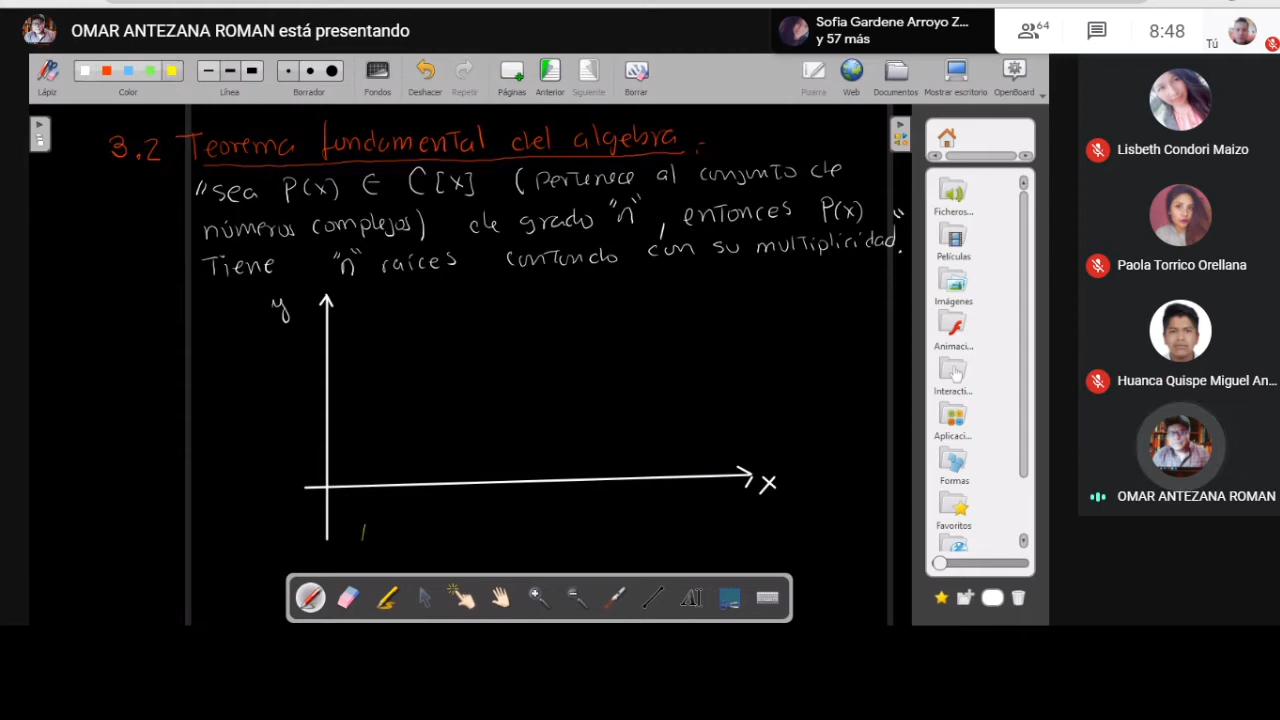 OMAR ANTEZANA ROMAN está presentando
Sofia Gardene Arroyo Z...
y 57 más
64
8:48
Tú
Lápiz
Color
Línea
Borrador
Fondos
Deshacer
Repetir
Páginas
Anterior
Siguiente
Borrar
Pizarra
Web
Documentos
Mostrar escritorio
OpenBoard
3.2 Teorema fundamental del algebra.
"sea P(x) ∈ C[x] (pertenece al conjunto de
números complejos) de grado "n", entonces P(x)
Tiene "n" raíces contando con su multiplicidad."
y
x
Ficheros...
Películas
Imágenes
Animaci...
Interacti...
Aplicaci...
Formas
Favoritos
AI
Lisbeth Condori Maizo
Paola Torrico Orellana
Huanca Quispe Miguel An...
OMAR ANTEZANA ROMAN